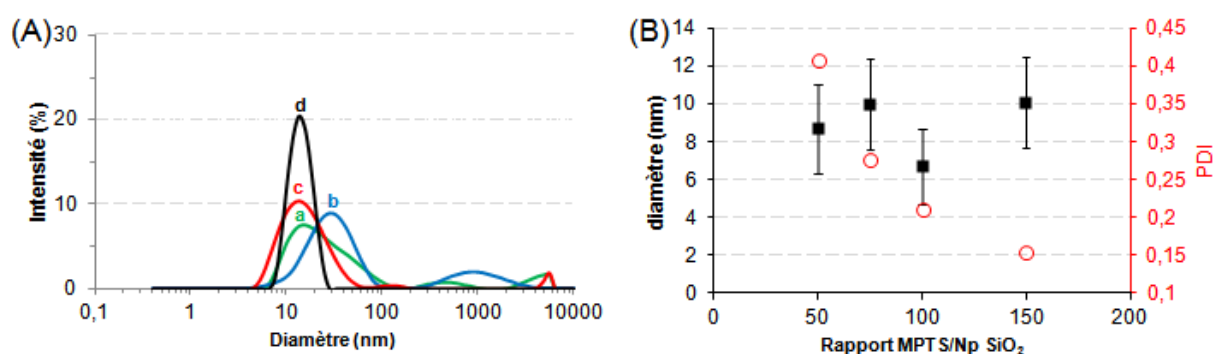 (A)
30
20
10
0
Intensité (%)
d
c
b
a
0,1
1
10
100
1000
10000
Diamètre (nm)
(B)
14
12
10
8
6
4
2
0
diamètre (nm)
0,45
0,4
0,35
0,3
0,25
0,2
0,15
0,1
PDI
0
50
100
150
200
Rapport MPTS/Np SiO₂